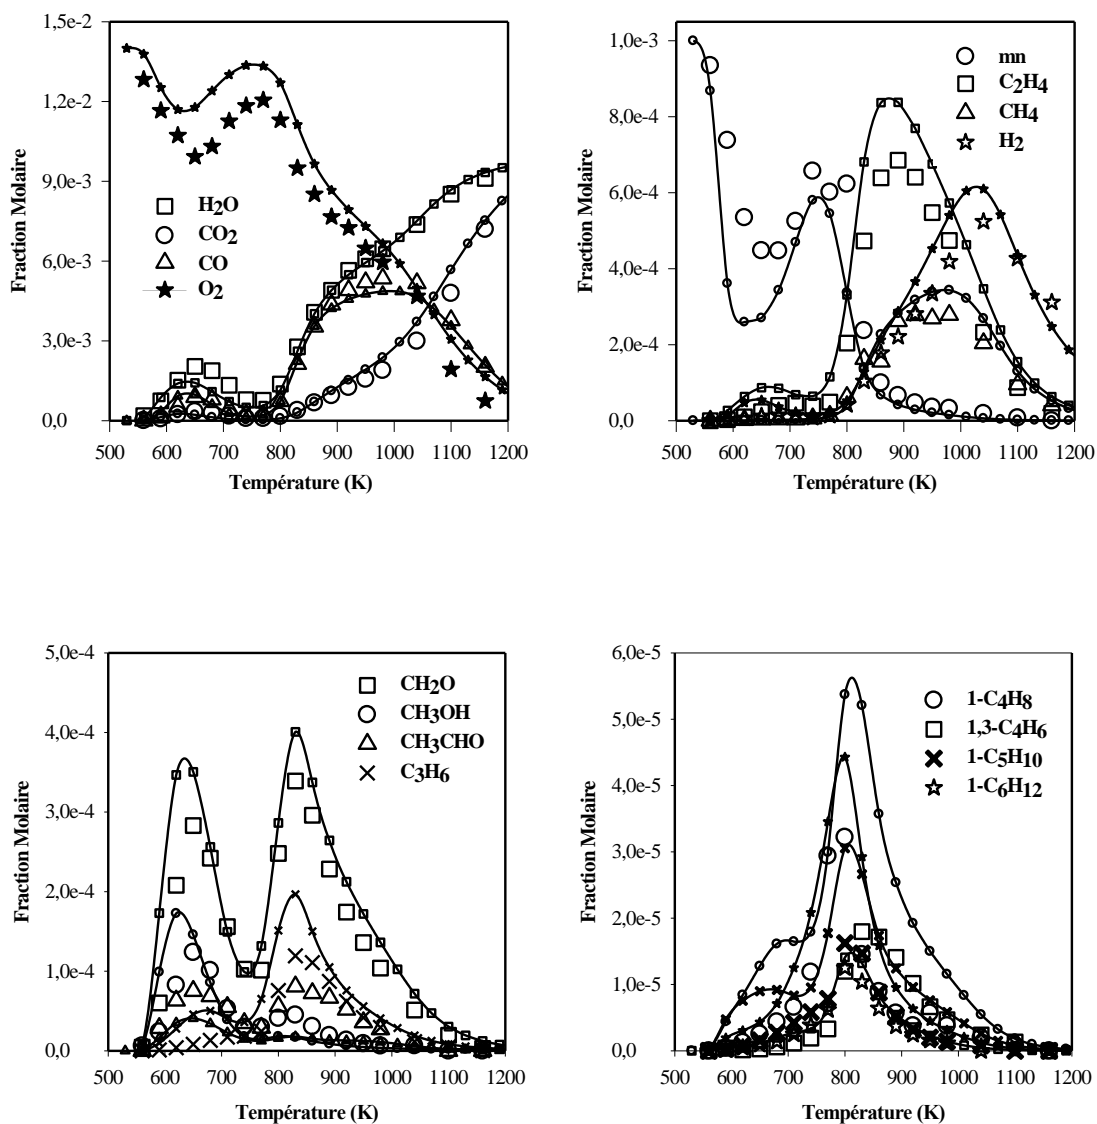 1,5e-2
1,2e-2
9,0e-3
6,0e-3
3,0e-3
0,0
Fraction Molaire
H2O
CO2
CO
O2
500 600 700 800 900 1000 1100 1200
Température (K)
1,0e-3
8,0e-4
6,0e-4
4,0e-4
2,0e-4
0,0
Fraction Molaire
mn
C2H4
CH4
H2
500 600 700 800 900 1000 1100 1200
Température (K)
5,0e-4
4,0e-4
3,0e-4
2,0e-4
1,0e-4
0,0
Fraction Molaire
CH2O
CH3OH
CH3CHO
C3H6
500 600 700 800 900 1000 1100 1200
Température (K)
6,0e-5
5,0e-5
4,0e-5
3,0e-5
2,0e-5
1,0e-5
0,0
Fraction Molaire
1-C4H8
1,3-C4H6
1-C5H10
1-C6H12
500 600 700 800 900 1000 1100 1200
Température (K)